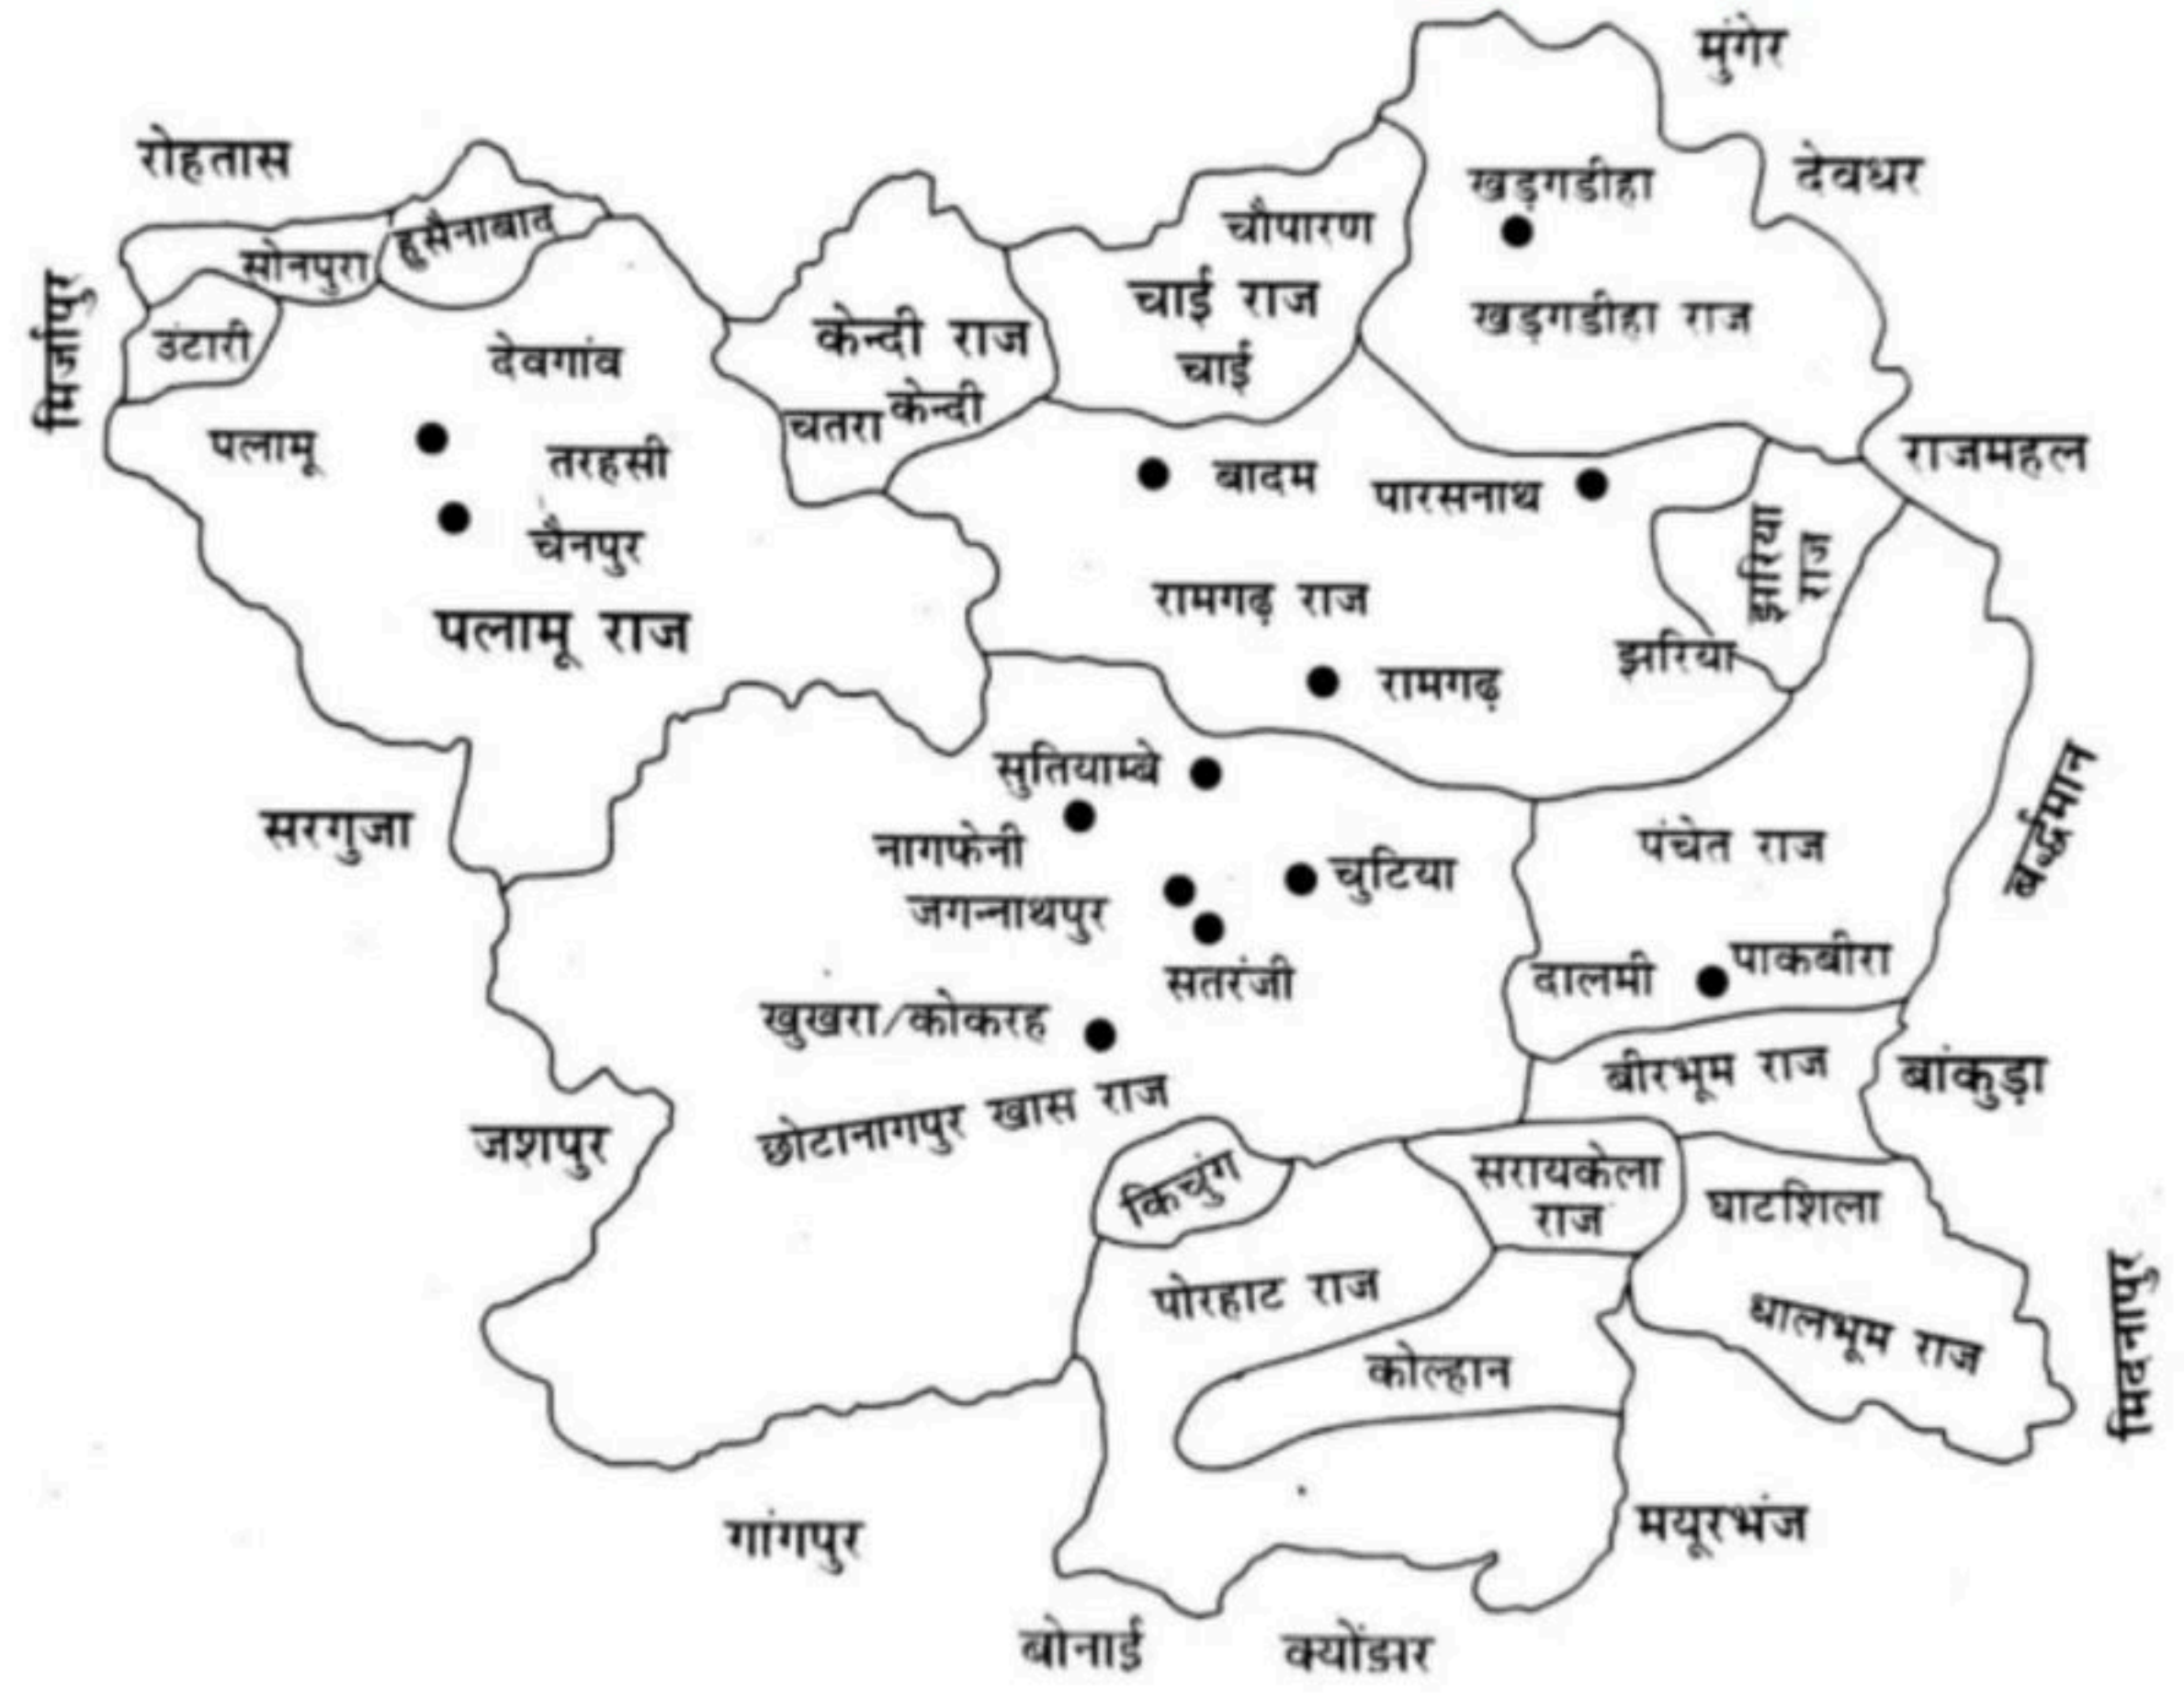 मुंगेर
रोहतास
देवधर
खड़गडीहा
चौपारण
हुसैनाबाद
सोनपुरा
मिर्जापुर
चाई राज
खड़गडीहा राज
उंटारी
देवगांव
केन्दी राज
चाई
चतरा
केन्दी
पलामू
तरहसी
बादम
पारसनाथ
राजमहल
चैनपुर
झरिया
राज
रामगढ़ राज
पलामू राज
झरिया
रामगढ़
सुतियाम्बे
सरगुजा
नागफेनी
चुटिया
पंचेत राज
बर्द्धमान
जगन्नाथपुर
सतरंजी
दालमी
पाकबीरा
खुखरा/कोकरह
बीरभूम राज
बांकुड़ा
छोटानागपुर खास राज
जशपुर
किचुंग
सरायकेला
राज
घाटशिला
पोरहाट राज
धालभूम राज
मिदनापुर
कोल्हान
गांगपुर
मयूरभंज
बोनाई
क्योंझर